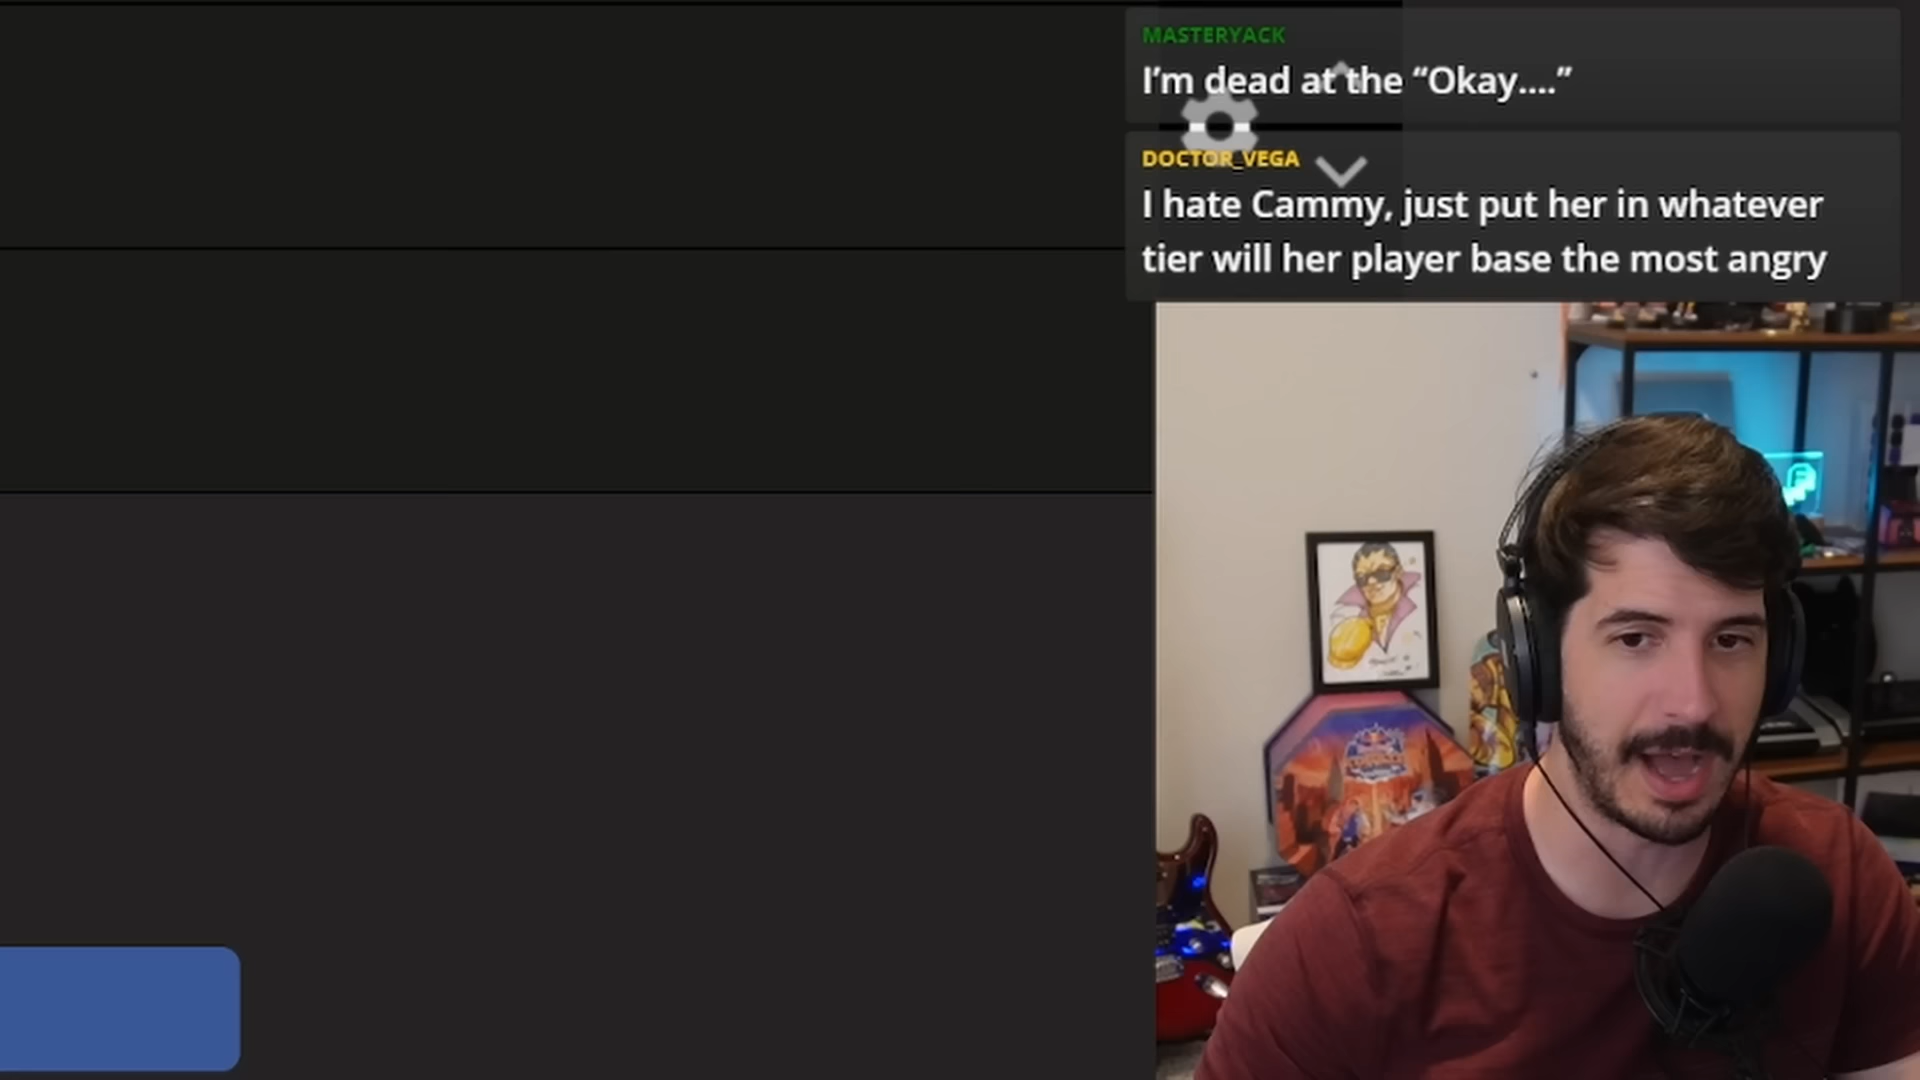 MASTERYACK
I’m dead at the “Okay....”
DOCTOR_VEGA
I hate Cammy, just put her in whatever
tier will her player base the most angry